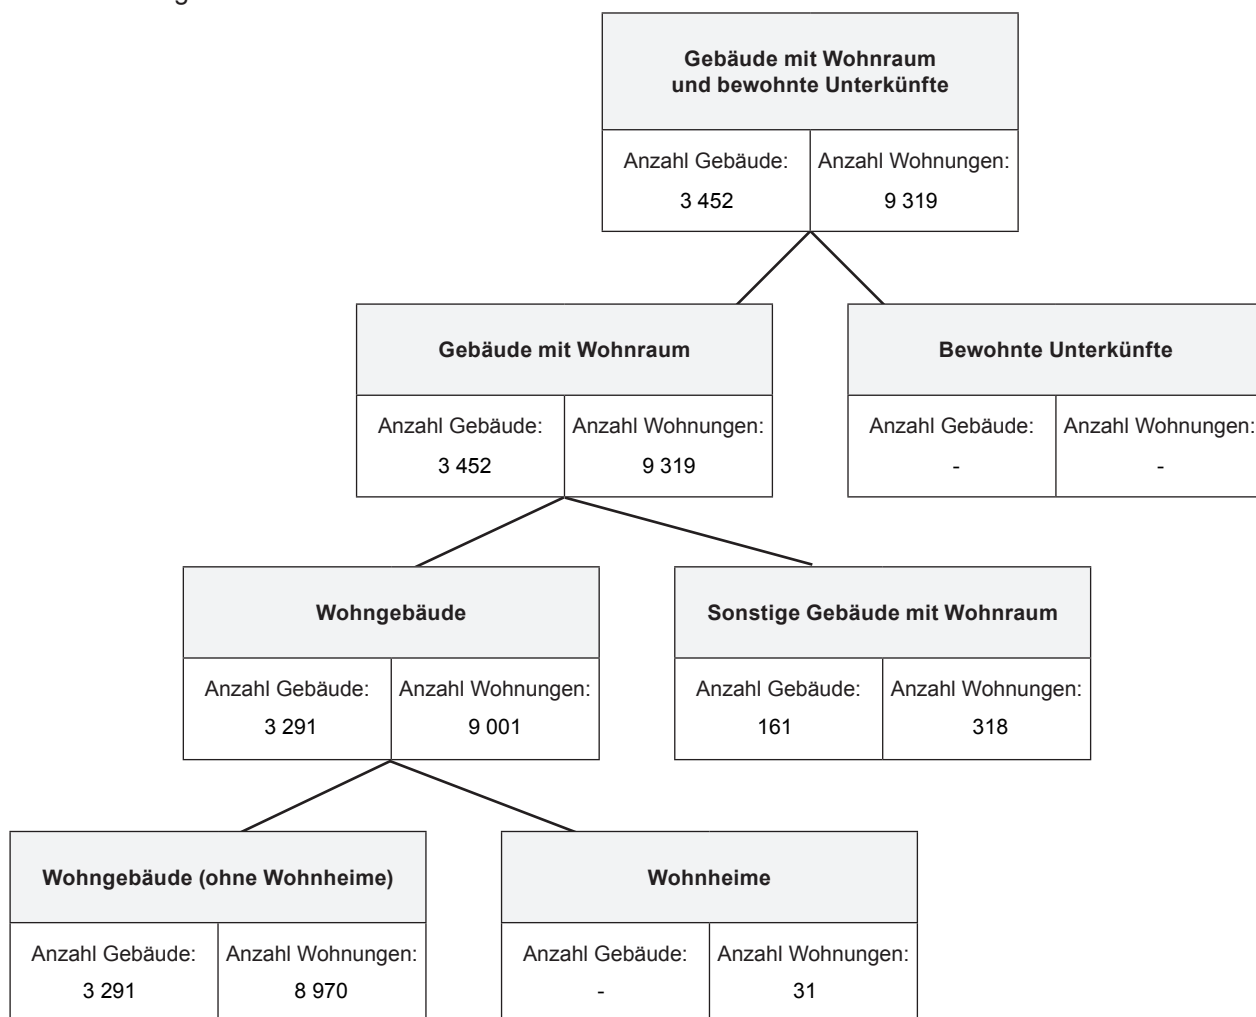 Gebäude mit Wohnraum
und bewohnte Unterkünfte
Anzahl Gebäude:
3 452
Anzahl Wohnungen:
9 319
Gebäude mit Wohnraum
Anzahl Gebäude:
3 452
Anzahl Wohnungen:
9 319
Bewohnte Unterkünfte
Anzahl Gebäude:
-
Anzahl Wohnungen:
-
Wohngebäude
Anzahl Gebäude:
3 291
Anzahl Wohnungen:
9 001
Sonstige Gebäude mit Wohnraum
Anzahl Gebäude:
161
Anzahl Wohnungen:
318
Wohngebäude (ohne Wohnheime)
Anzahl Gebäude:
3 291
Anzahl Wohnungen:
8 970
Wohnheime
Anzahl Gebäude:
-
Anzahl Wohnungen:
31